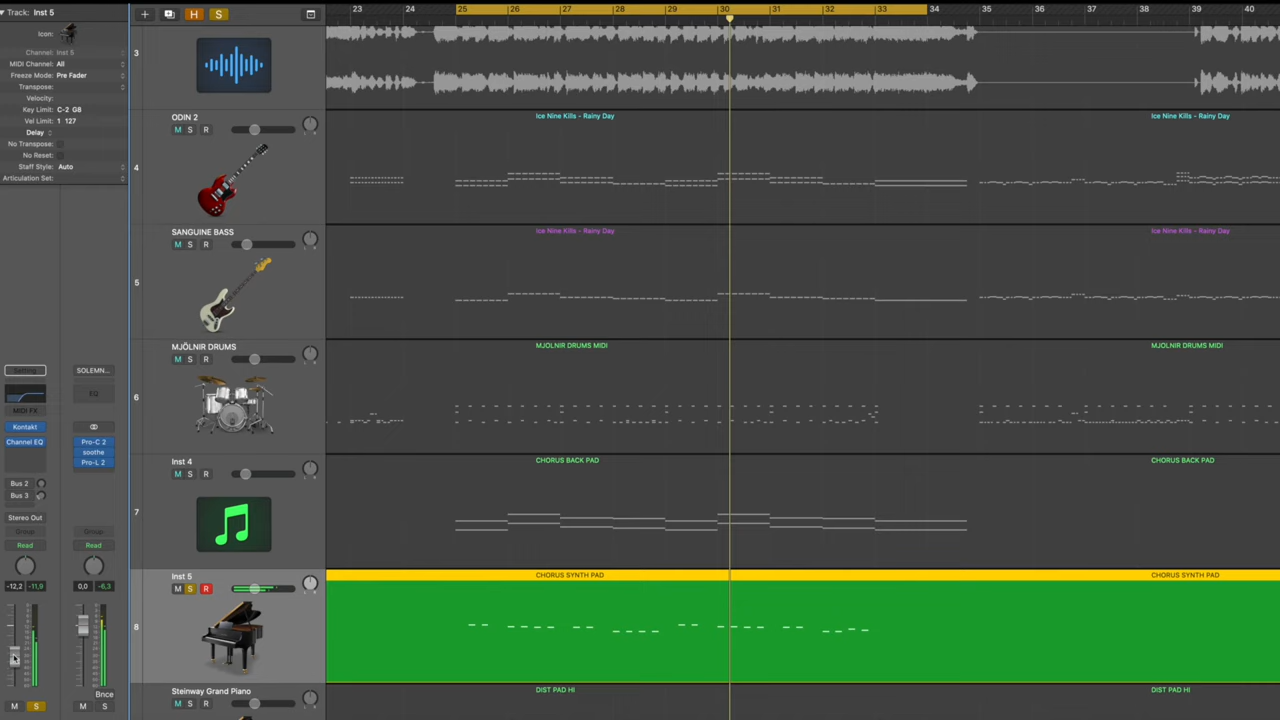 Track: Inst 5
Icon:
Channel: Inst 5
MIDI Channel: All
Freeze Mode: Pre Fader
Transpose:
Velocity:
Key Limit: C-2 G8
Vel Limit: 1 127
Delay
No Transpose:
No Reset:
Staff Style: Auto
Articulation Set:
Setting
SOLEMN...
EQ
MIDI FX
Kontakt
Channel EQ
Pro-C 2
soothe
Pro-L 2
Bus 2
Bus 3
Stereo Out
Group
Group
Read
Read
-12,2 -11,9
0,0 -6,3
Bnce
M S
M S
H S
23 24 25 26 27 28 29 30 31 32 33 34 35 36 37 38 39 40
3
ODIN 2
M S R
4
Ice Nine Kills - Rainy Day
Ice Nine Kills - Rainy Day
SANGUINE BASS
M S R
5
Ice Nine Kills - Rainy Day
Ice Nine Kills - Rainy Day
MJÖLNIR DRUMS
M S R
6
MJOLNIR DRUMS MIDI
MJOLNIR DRUMS MIDI
Inst 4
M S R
7
CHORUS BACK PAD
CHORUS BACK PAD
Inst 5
M S R
8
CHORUS SYNTH PAD
CHORUS SYNTH PAD
Steinway Grand Piano
M S R
DIST PAD HI
DIST PAD HI